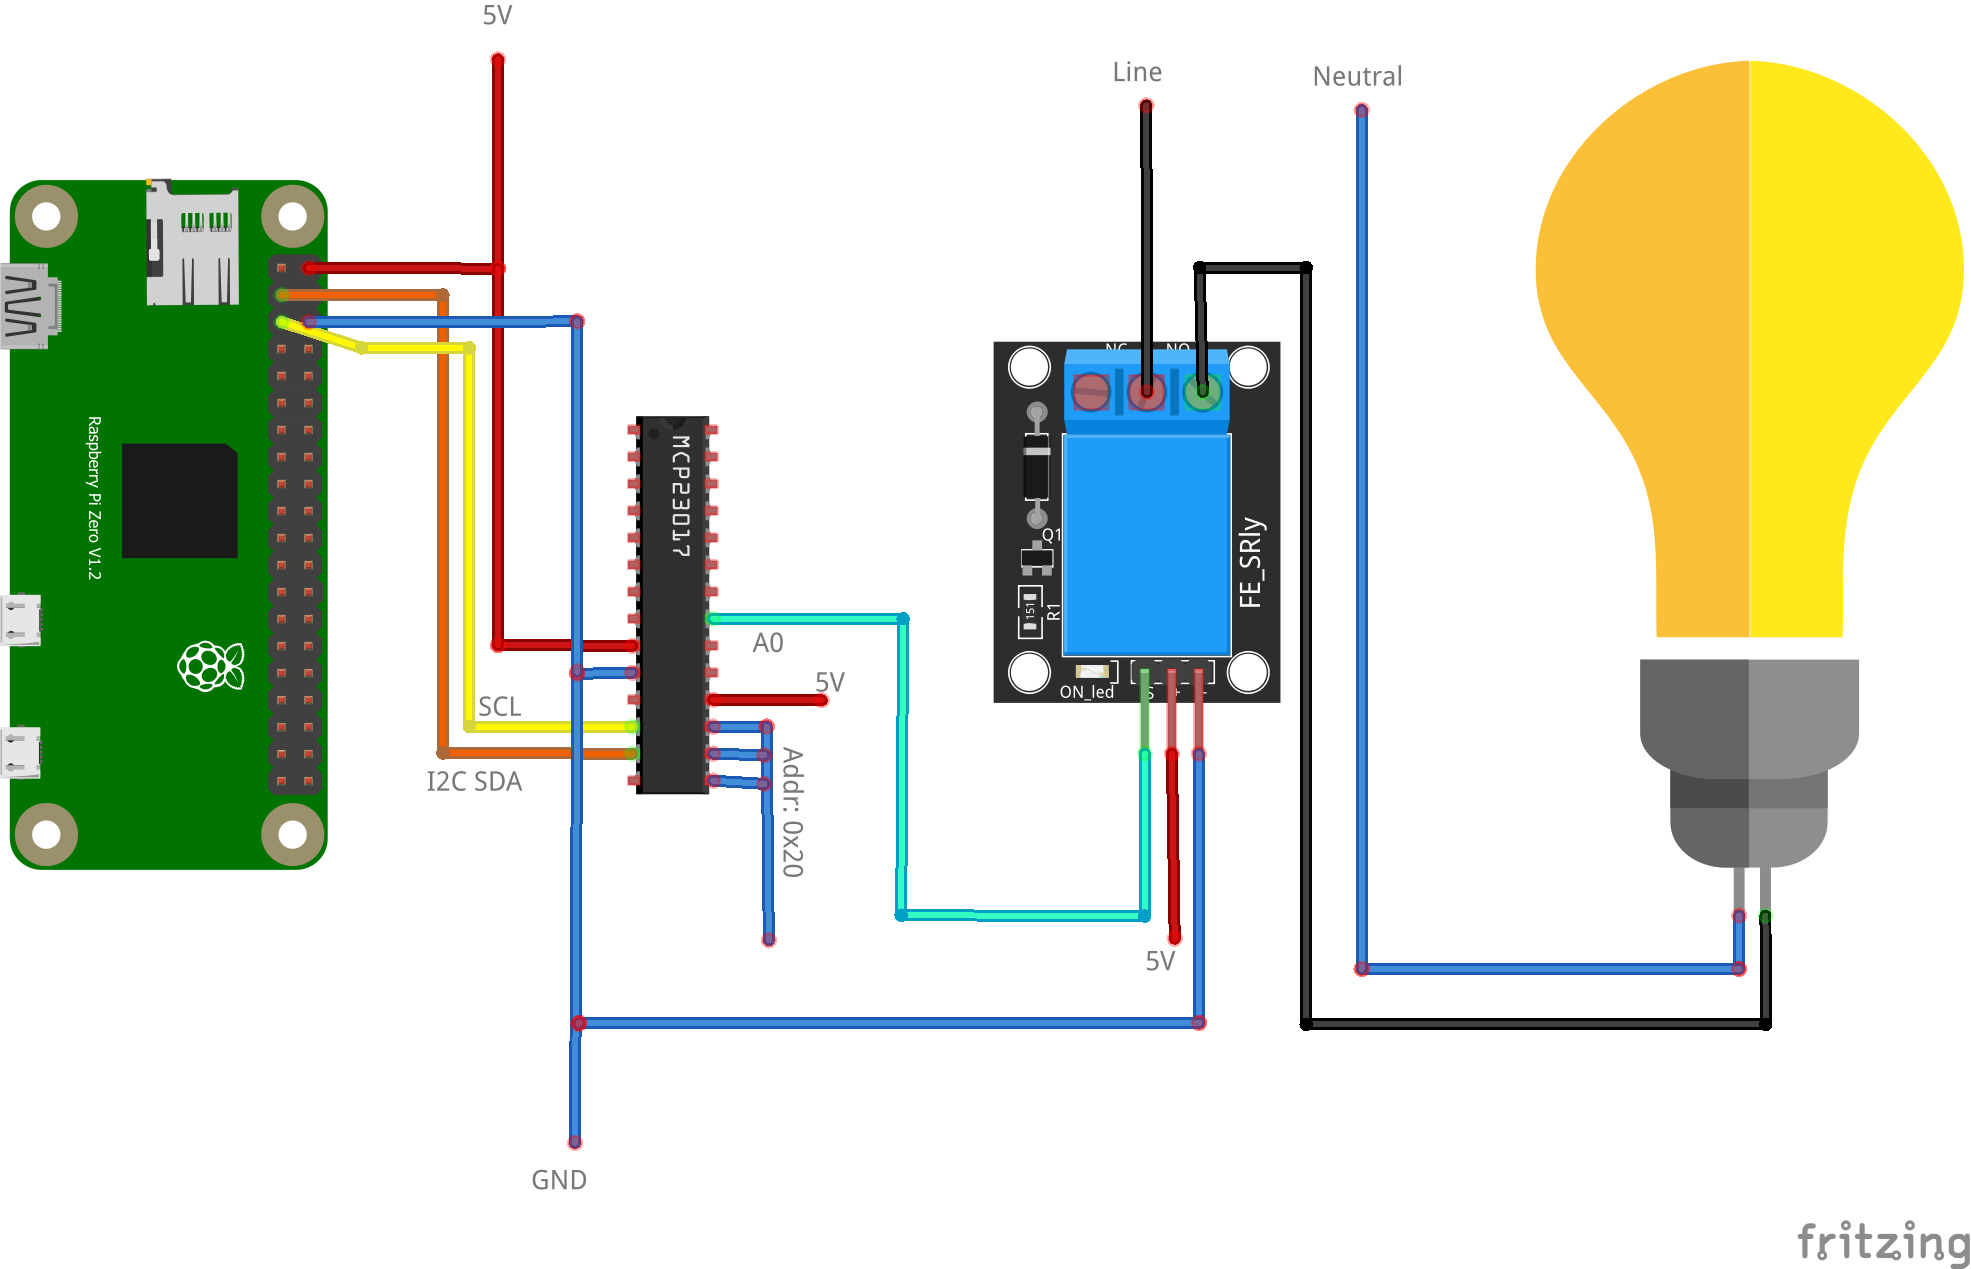 5V
Line
Neutral
NC
NO
Raspberry Pi Zero V1.2
MCP23017
Q1
FE_SRly
151
R1
A0
ON_led
S
+
-
5V
SCL
I2C SDA
Addr: 0x20
5V
GND
fritzing